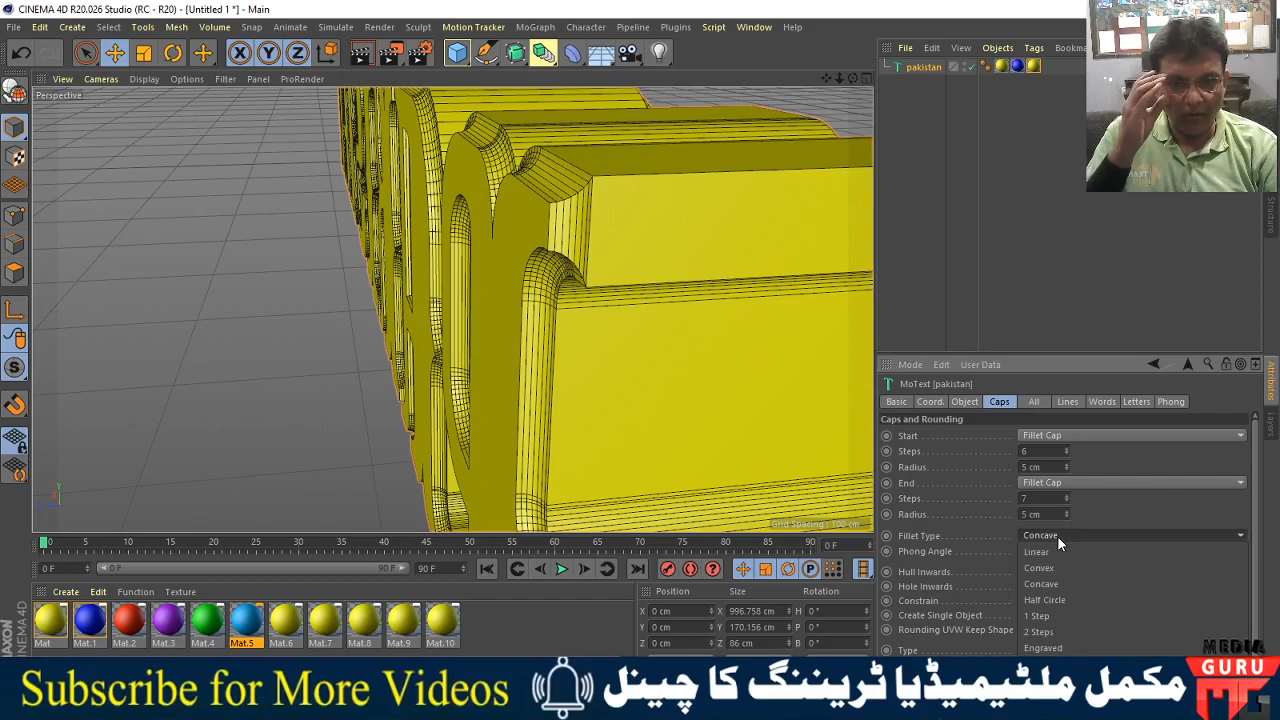 CINEMA 4D R20.026 Studio (RC - R20) - [Untitled 1 *] - Main
File Edit Create Select Tools Mesh Volume Snap Animate Simulate Render Sculpt Motion Tracker MoGraph Character Pipeline Plugins Script Window Help
X Y Z
File Edit View Objects Tags Bookma
View Cameras Display Options Filter Panel ProRender
pakistan
Perspective
Structure
Grid Spacing : 100 cm
Mode Edit User Data
Attributes
Layers
MoText [pakistan]
Basic Coord. Object Caps All Lines Words Letters Phong
Caps and Rounding
Start Fillet Cap
Steps 6
Radius 5 cm
End Fillet Cap
Steps 7
Radius 5 cm
Fillet Type Concave
Phong Angle
Hull Inwards
Hole Inwards
Constrain
Create Single Object
Rounding UVW Keep Shape
Type
Linear
Convex
Concave
Half Circle
1 Step
2 Steps
Engraved
0 5 10 15 20 25 30 35 40 45 50 55 60 65 70 75 80 85 90 0 F
0 F 0 F 90 F 90 F
Create Edit Function Texture
Mat Mat.1 Mat.2 Mat.3 Mat.4 Mat.5 Mat.6 Mat.7 Mat.8 Mat.9 Mat.10
Position Size Rotation
X 0 cm X 996.758 cm H 0 °
Y 0 cm Y 170.156 cm P 0 °
Z 0 cm Z 86 cm B 0 °
AXON
CINEMA4D
Subscribe for More Videos
مکمل ملٹیمیڈیا ٹریننگ کا چینل
MEDIA
GURU
MG